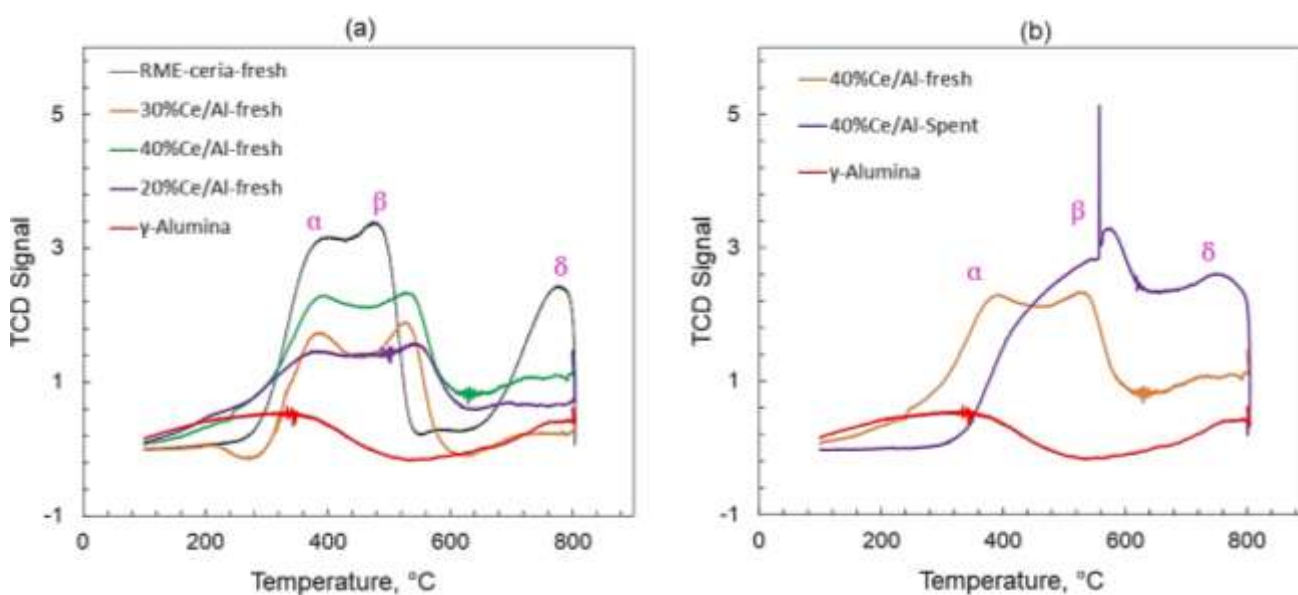 (a)
RME-ceria-fresh
30%Ce/Al-fresh
40%Ce/Al-fresh
20%Ce/Al-fresh
γ-Alumina
α
β
δ
5
3
1
-1
TCD Signal
0
200
400
600
800
Temperature, °C
(b)
40%Ce/Al-fresh
40%Ce/Al-Spent
γ-Alumina
α
β
δ
5
3
1
-1
TCD Signal
0
200
400
600
800
Temperature, °C